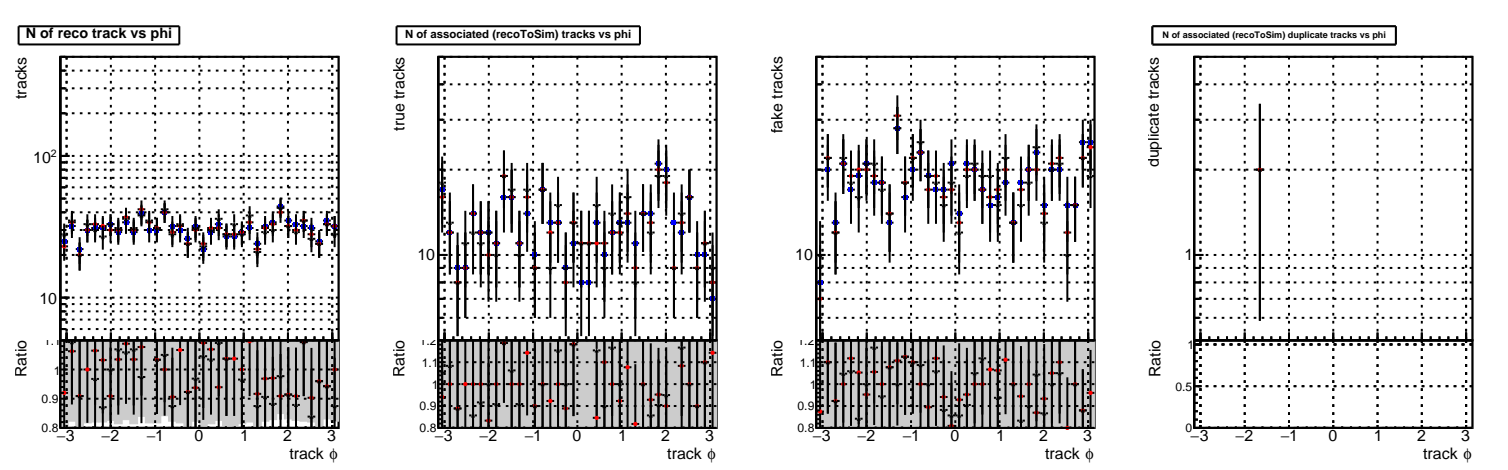 N of reco track vs phi
tracks
10²
10
Ratio
1
0.9
0.8
−3 −2 −1 0 1 2 3
track ϕ
N of associated (recoToSim) tracks vs phi
true tracks
10
Ratio
1.2
1.1
1
0.9
0.8
−3 −2 −1 0 1 2 3
track ϕ
fake tracks
10
Ratio
1.2
1.1
1
0.9
0.8
−3 −2 −1 0 1 2 3
track ϕ
N of associated (recoToSim) duplicate tracks vs phi
duplicate tracks
1
Ratio
1
0.5
0
−3 −2 −1 0 1 2 3
track ϕ